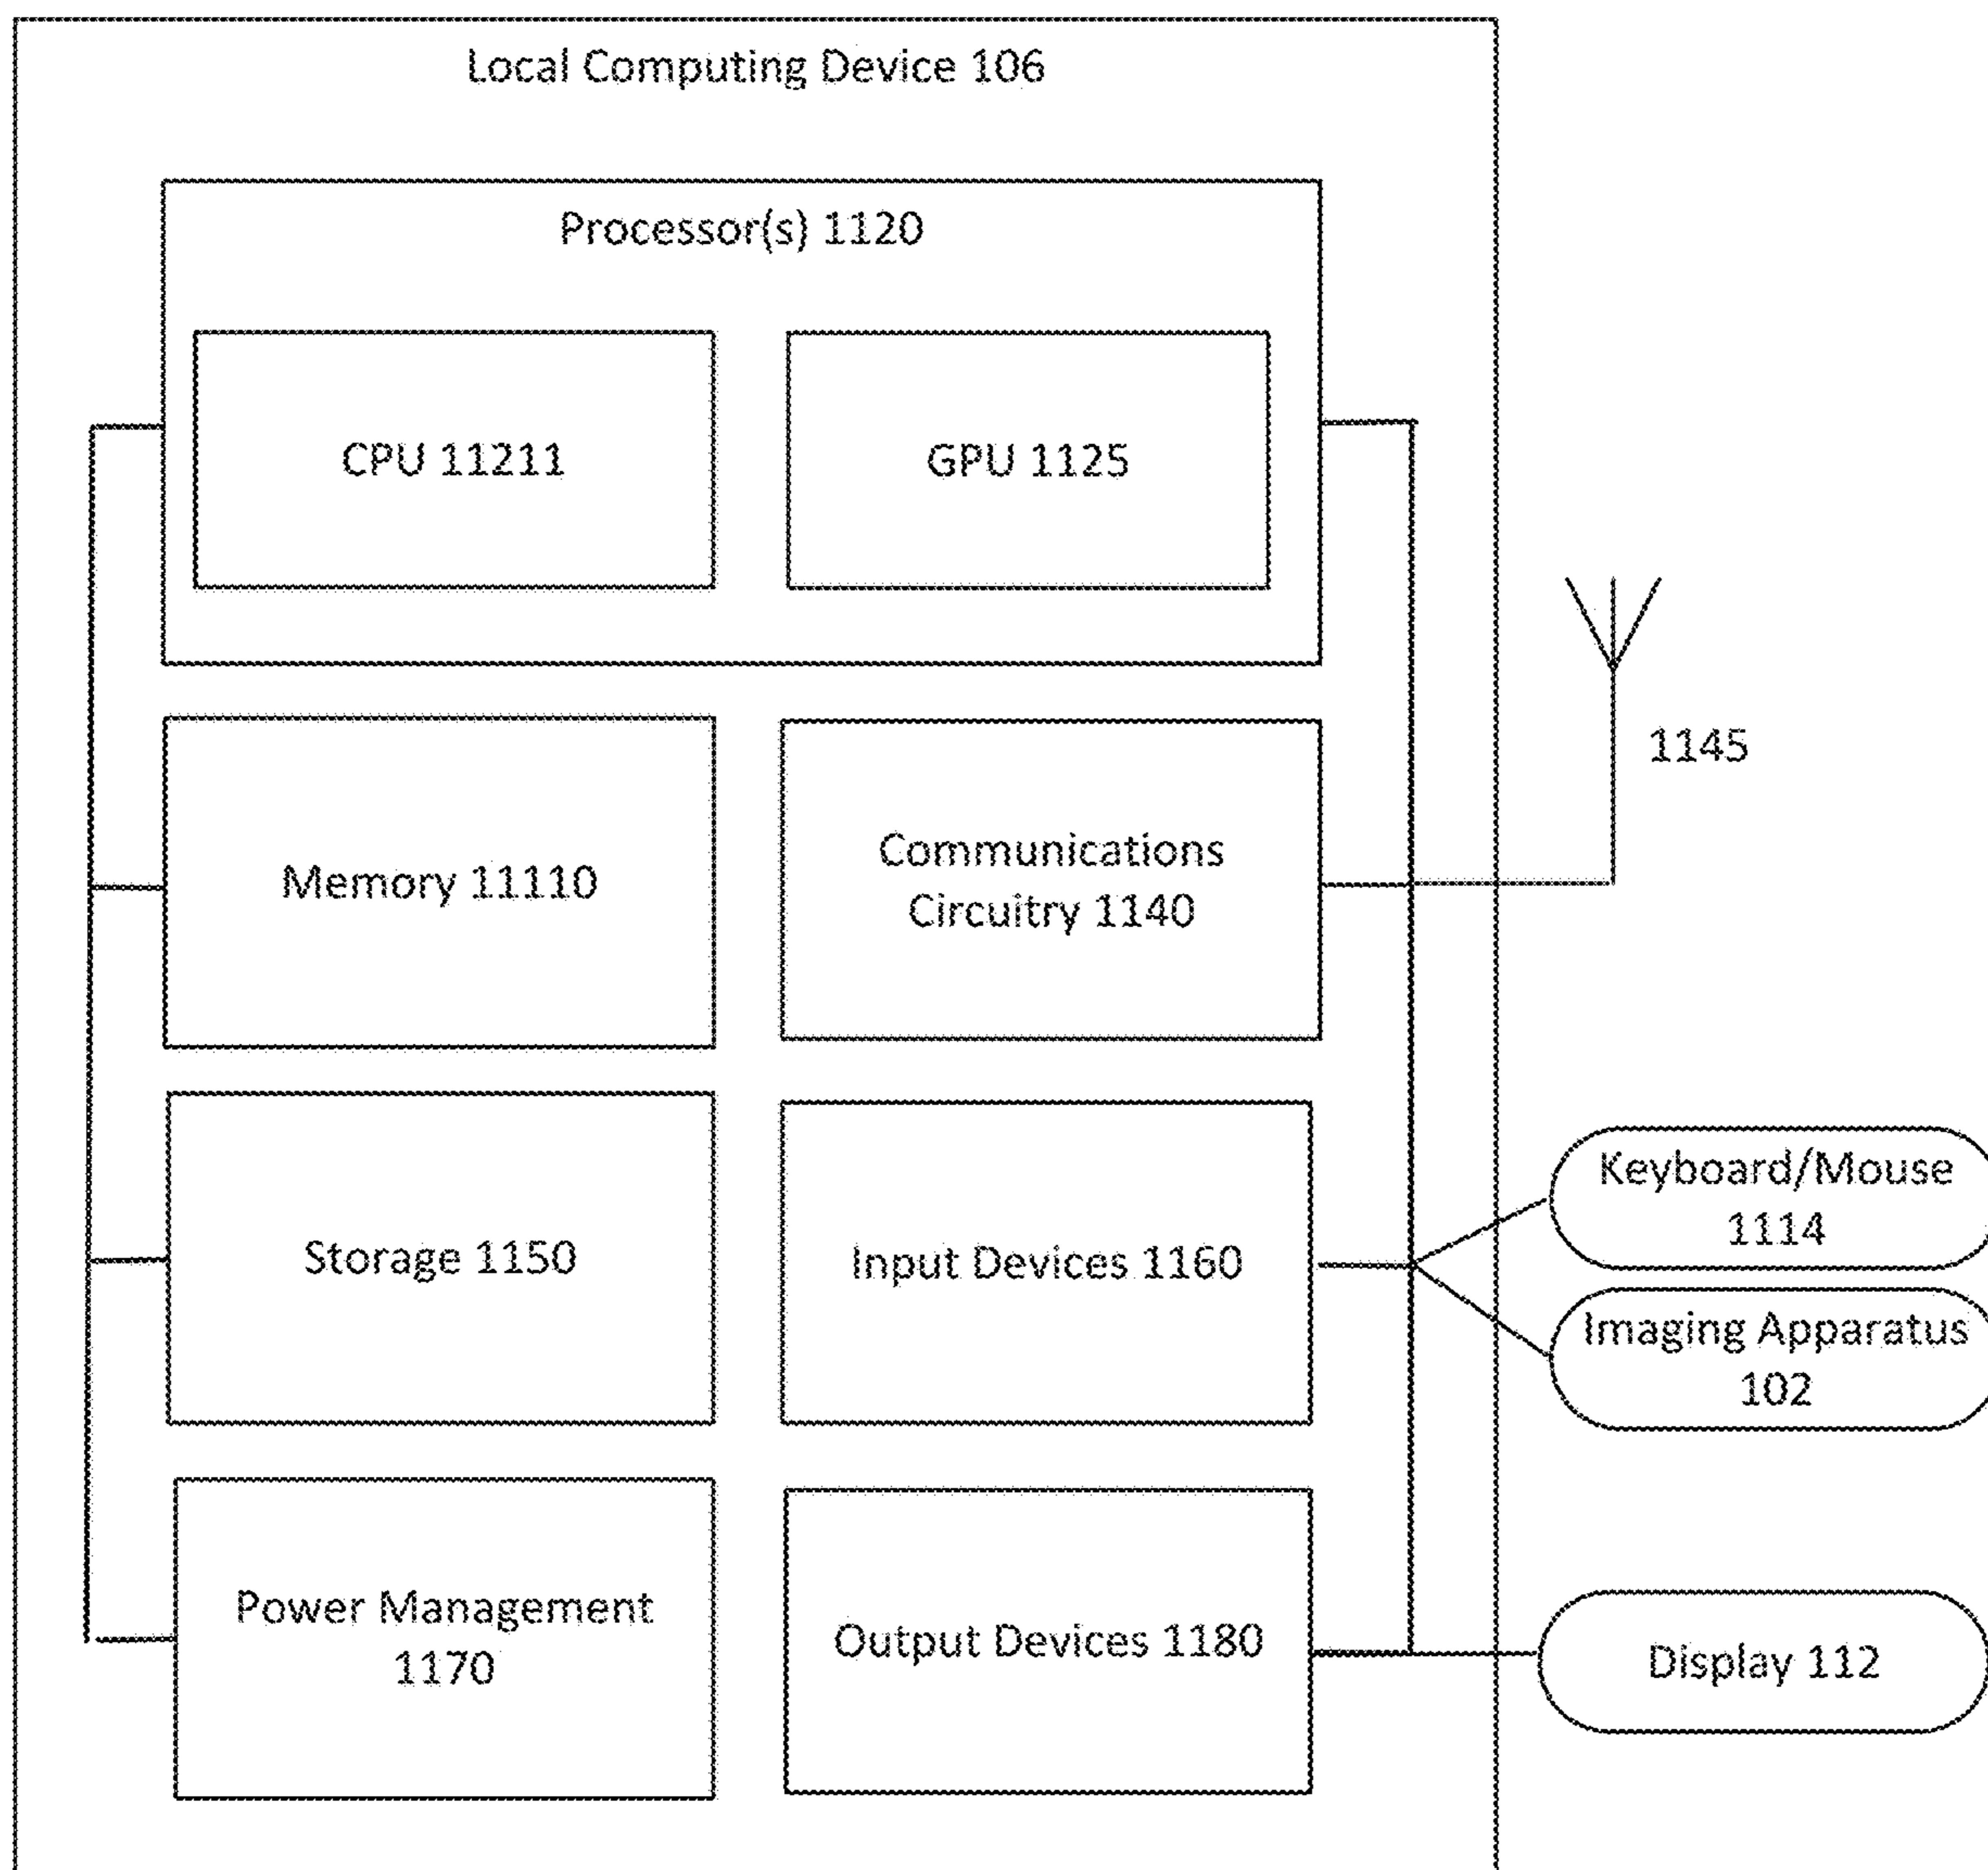 Local Computing Device 106
Processor(s) 1120
CPU 11211
GPU 1125
1145
Memory 11110
Communications
Circuitry 1140
Storage 1150
Input Devices 1160
Keyboard/Mouse
1114
Imaging Apparatus
102
Power Management
1170
Output Devices 1180
Display 112